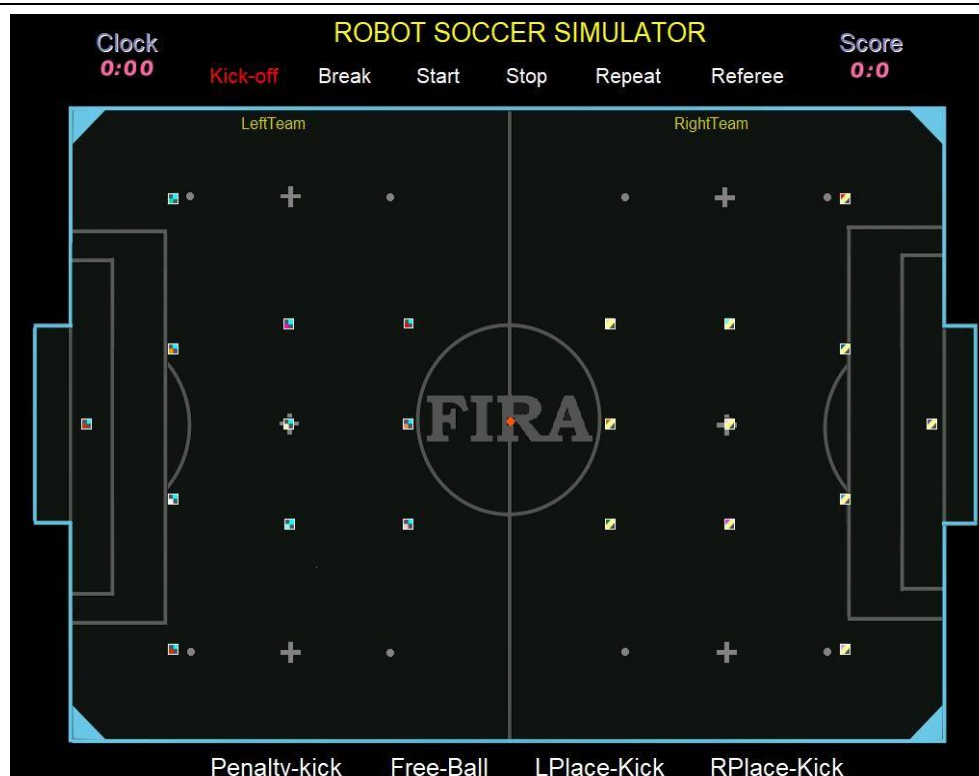 ROBOT SOCCER SIMULATOR
Clock
Score
0:00
0:0
Kick-off Break Start Stop Repeat Referee
LeftTeam
RightTeam
FIRA
Penalty-kick Free-Ball LPlace-Kick RPlace-Kick